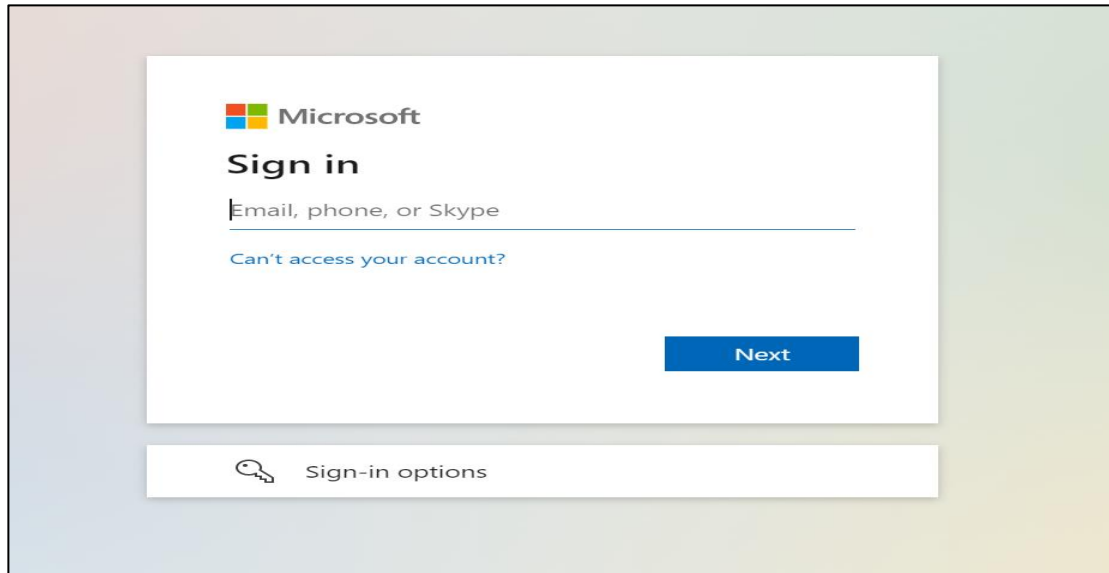 Microsoft
Sign in
Email, phone, or Skype
Can't access your account?
Next
Sign-in options